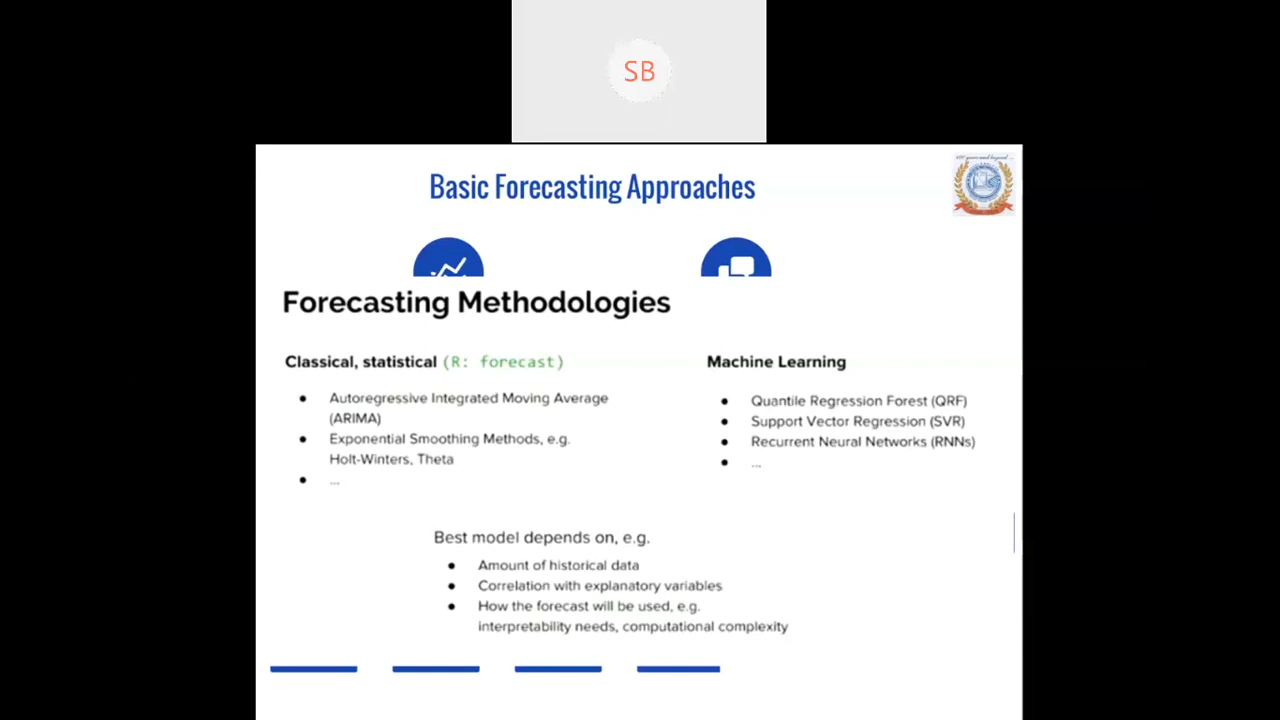 SB
Basic Forecasting Approaches
Forecasting Methodologies
Classical, statistical (R: forecast)
• Autoregressive Integrated Moving Average
(ARIMA)
• Exponential Smoothing Methods, e.g.
Holt-Winters, Theta
• ...
Machine Learning
• Quantile Regression Forest (QRF)
• Support Vector Regression (SVR)
• Recurrent Neural Networks (RNNs)
• ...
Best model depends on, e.g.
• Amount of historical data
• Correlation with explanatory variables
• How the forecast will be used, e.g.
interpretability needs, computational complexity